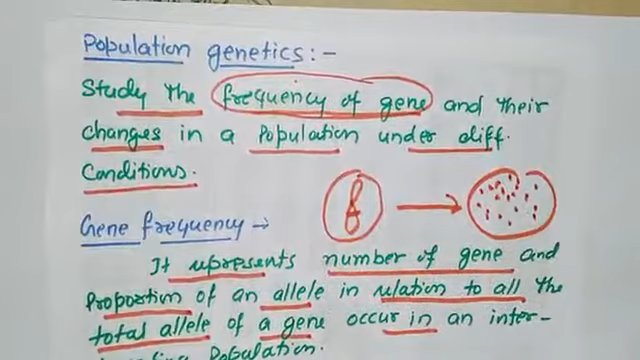 Population genetics:-
Study the frequency of gene and their
changes in a Population under diff.
Conditions.
Gene frequency →
It represents number of gene and
Proportion of an allele in relation to all the
total allele of a gene occur in an inter-
Population.